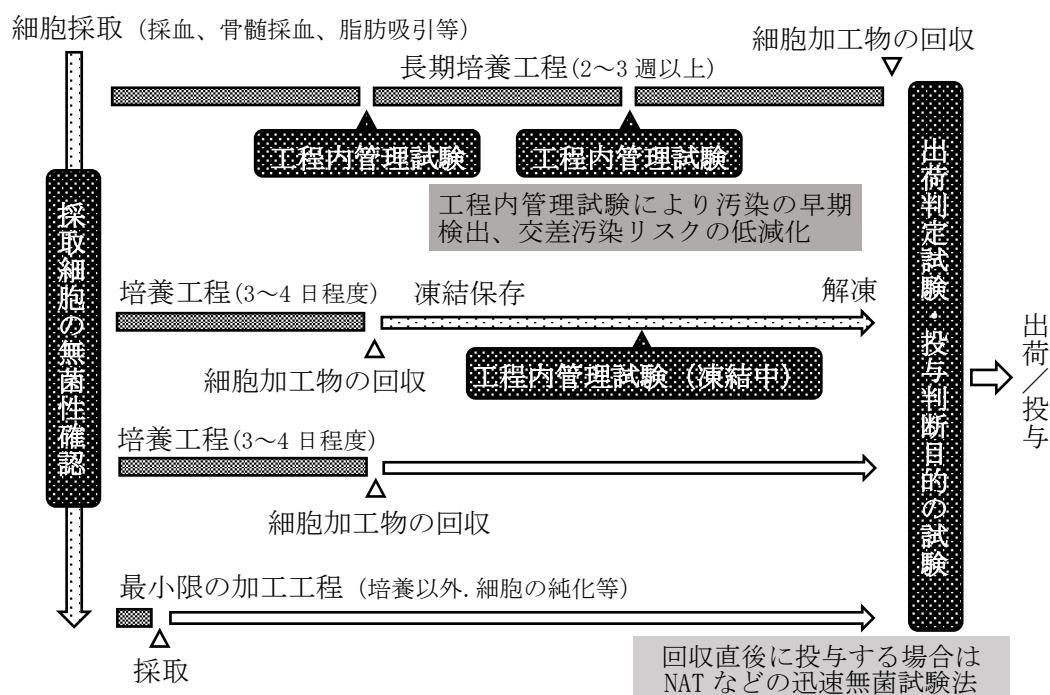 細胞採取（採血、骨髄採血、脂肪吸引等）
細胞加工物の回収
長期培養工程(2～3 週以上)
工程内管理試験
工程内管理試験
工程内管理試験により汚染の早期
検出、交差汚染リスクの低減化
採取細胞の無菌性確認
培養工程(3～4 日程度)
凍結保存
解凍
細胞加工物の回収
工程内管理試験（凍結中）
培養工程(3～4 日程度)
細胞加工物の回収
最小限の加工工程（培養以外．細胞の純化等）
採取
回収直後に投与する場合は
NAT などの迅速無菌試験法
出荷判定試験・投与判断目的の試験
出荷／投与